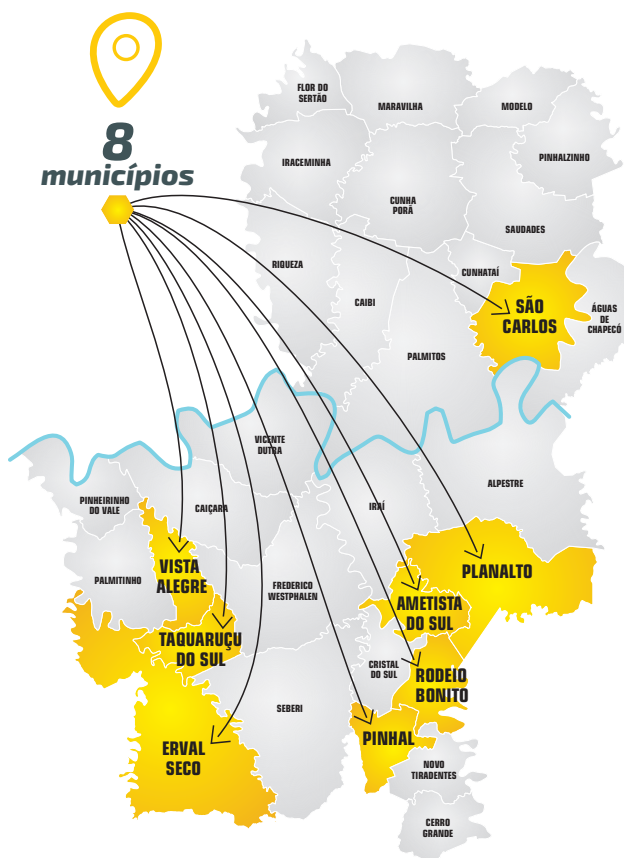 8
municípios
FLOR DO
SERTÃO
MARAVILHA
MODELO
PINHALZINHO
IRACEMINHA
CUNHA
PORÃ
SAUDADES
RIQUEZA
CUNHATAÍ
CAIBI
SÃO
CARLOS
ÁGUAS
DE
CHAPECÓ
PALMITOS
VICENTE
DUTRA
ALPESTRE
PINHEIRINHO
DO VALE
CAIÇARA
IRAÍ
VISTA
ALEGRE
PALMITINHO
FREDERICO
WESTPHALEN
PLANALTO
AMETISTA
DO SUL
TAQUARUÇU
DO SUL
CRISTAL
DO SUL
RODEIO
BONITO
SEBERI
PINHAL
ERVAL
SECO
NOVO
TIRADENTES
CERRO
GRANDE